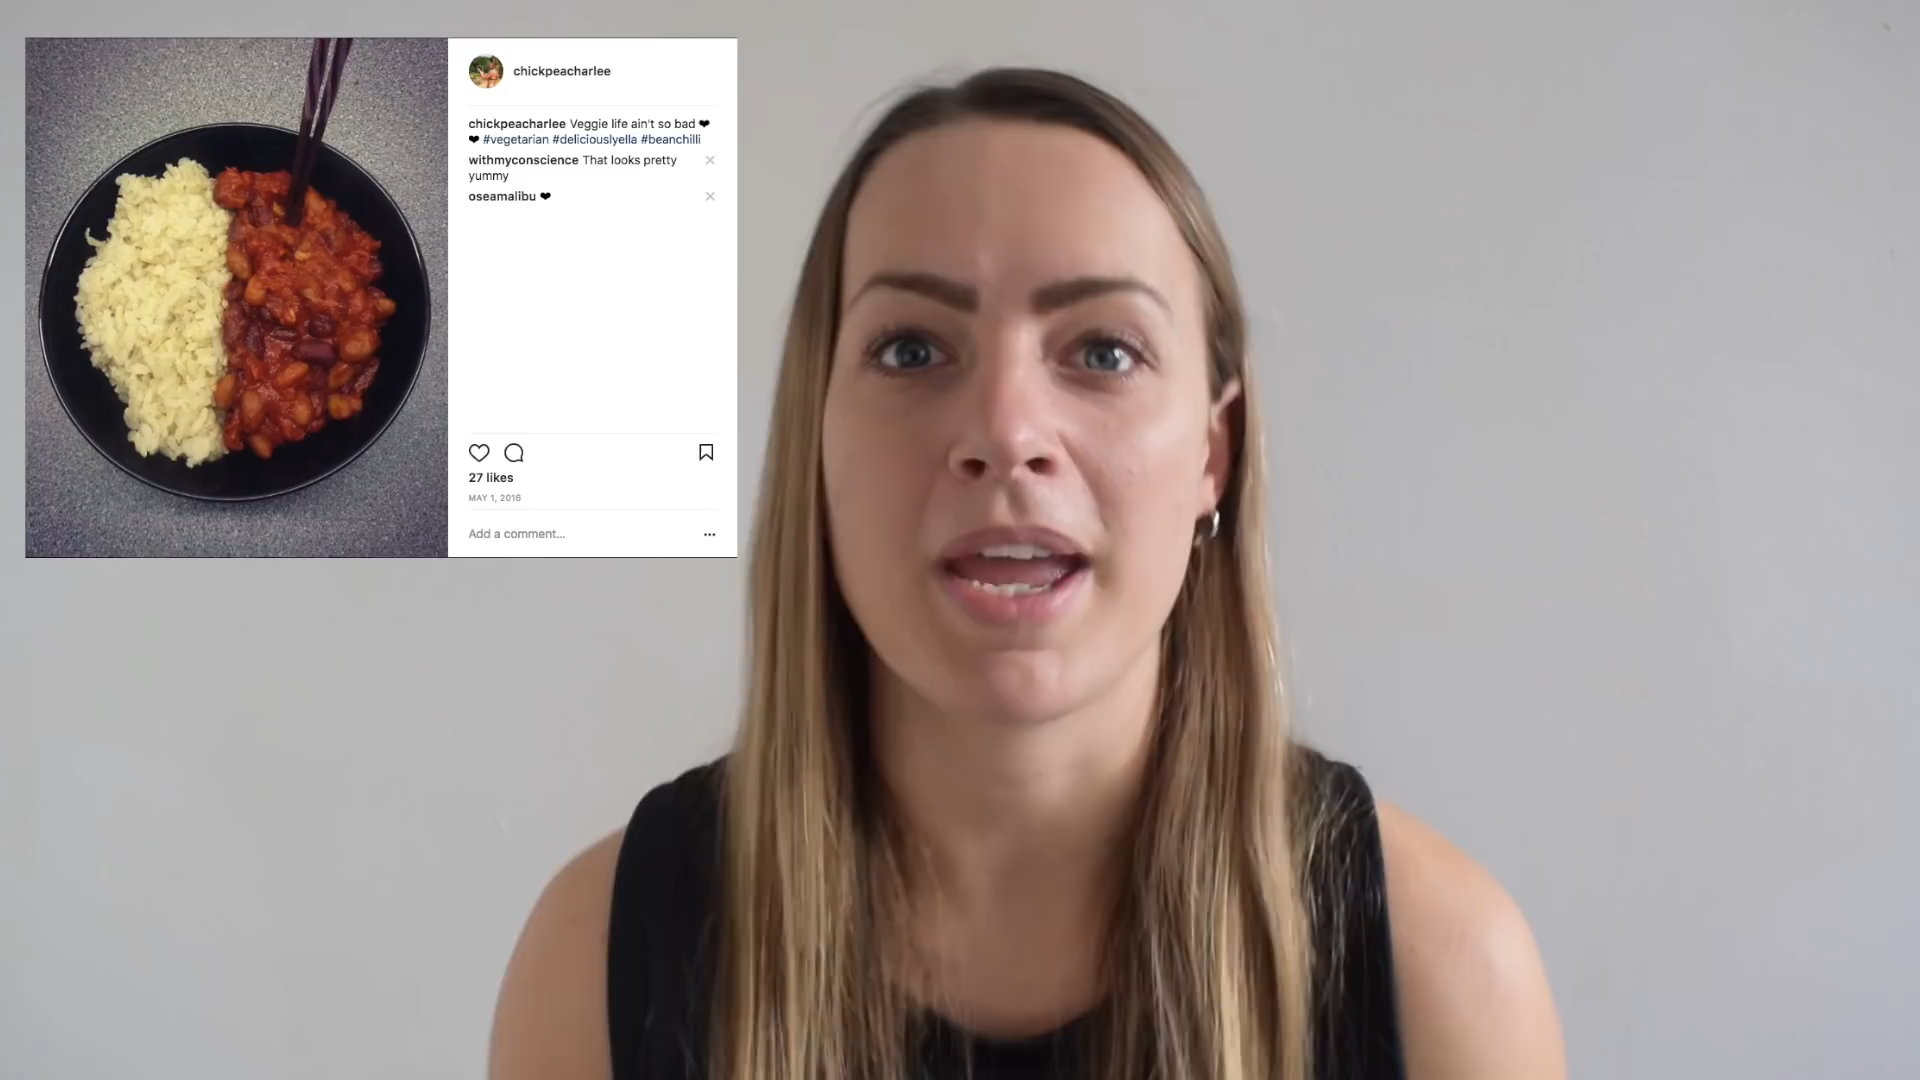 chickpeacharlee
chickpeacharlee Veggie life ain't so bad ❤
❤ #vegetarian #deliciouslyella #beanchilli
withmyconscience That looks pretty
yummy
oseamalibu ❤
27 likes
MAY 1, 2016
Add a comment...